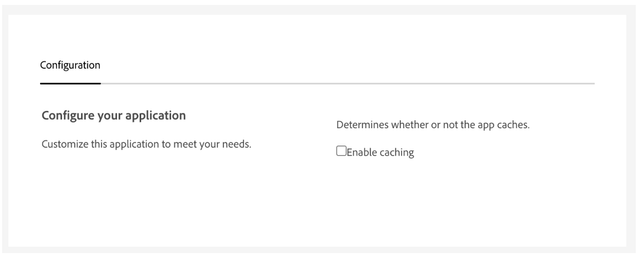 Configuration
Configure your application
Customize this application to meet your needs.
Determines whether or not the app caches.
Enable caching